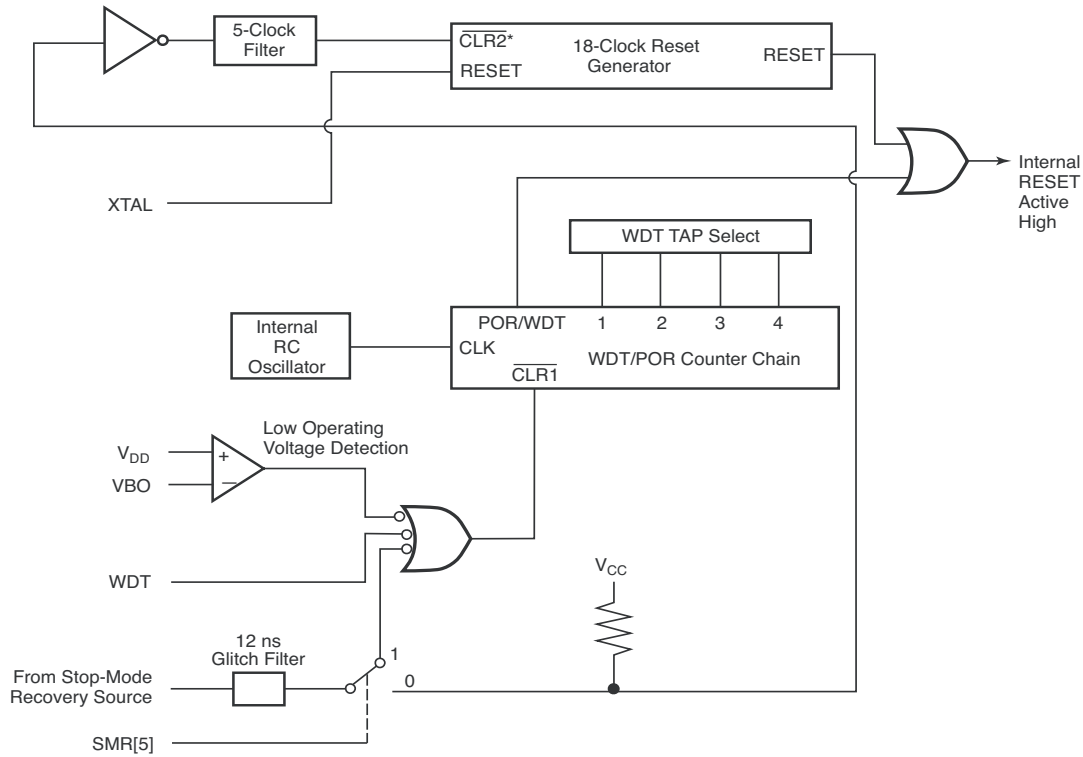 5-Clock
Filter
CLR2*
RESET
18-Clock Reset
Generator
RESET
Internal
RESET
Active
High
XTAL
WDT TAP Select
POR/WDT 1 2 3 4
Internal
RC
Oscillator
CLK
WDT/POR Counter Chain
CLR1
Low Operating
Voltage Detection
VDD
+
VBO
–
WDT
VCC
12 ns
Glitch Filter
1
From Stop-Mode
Recovery Source
0
SMR[5]